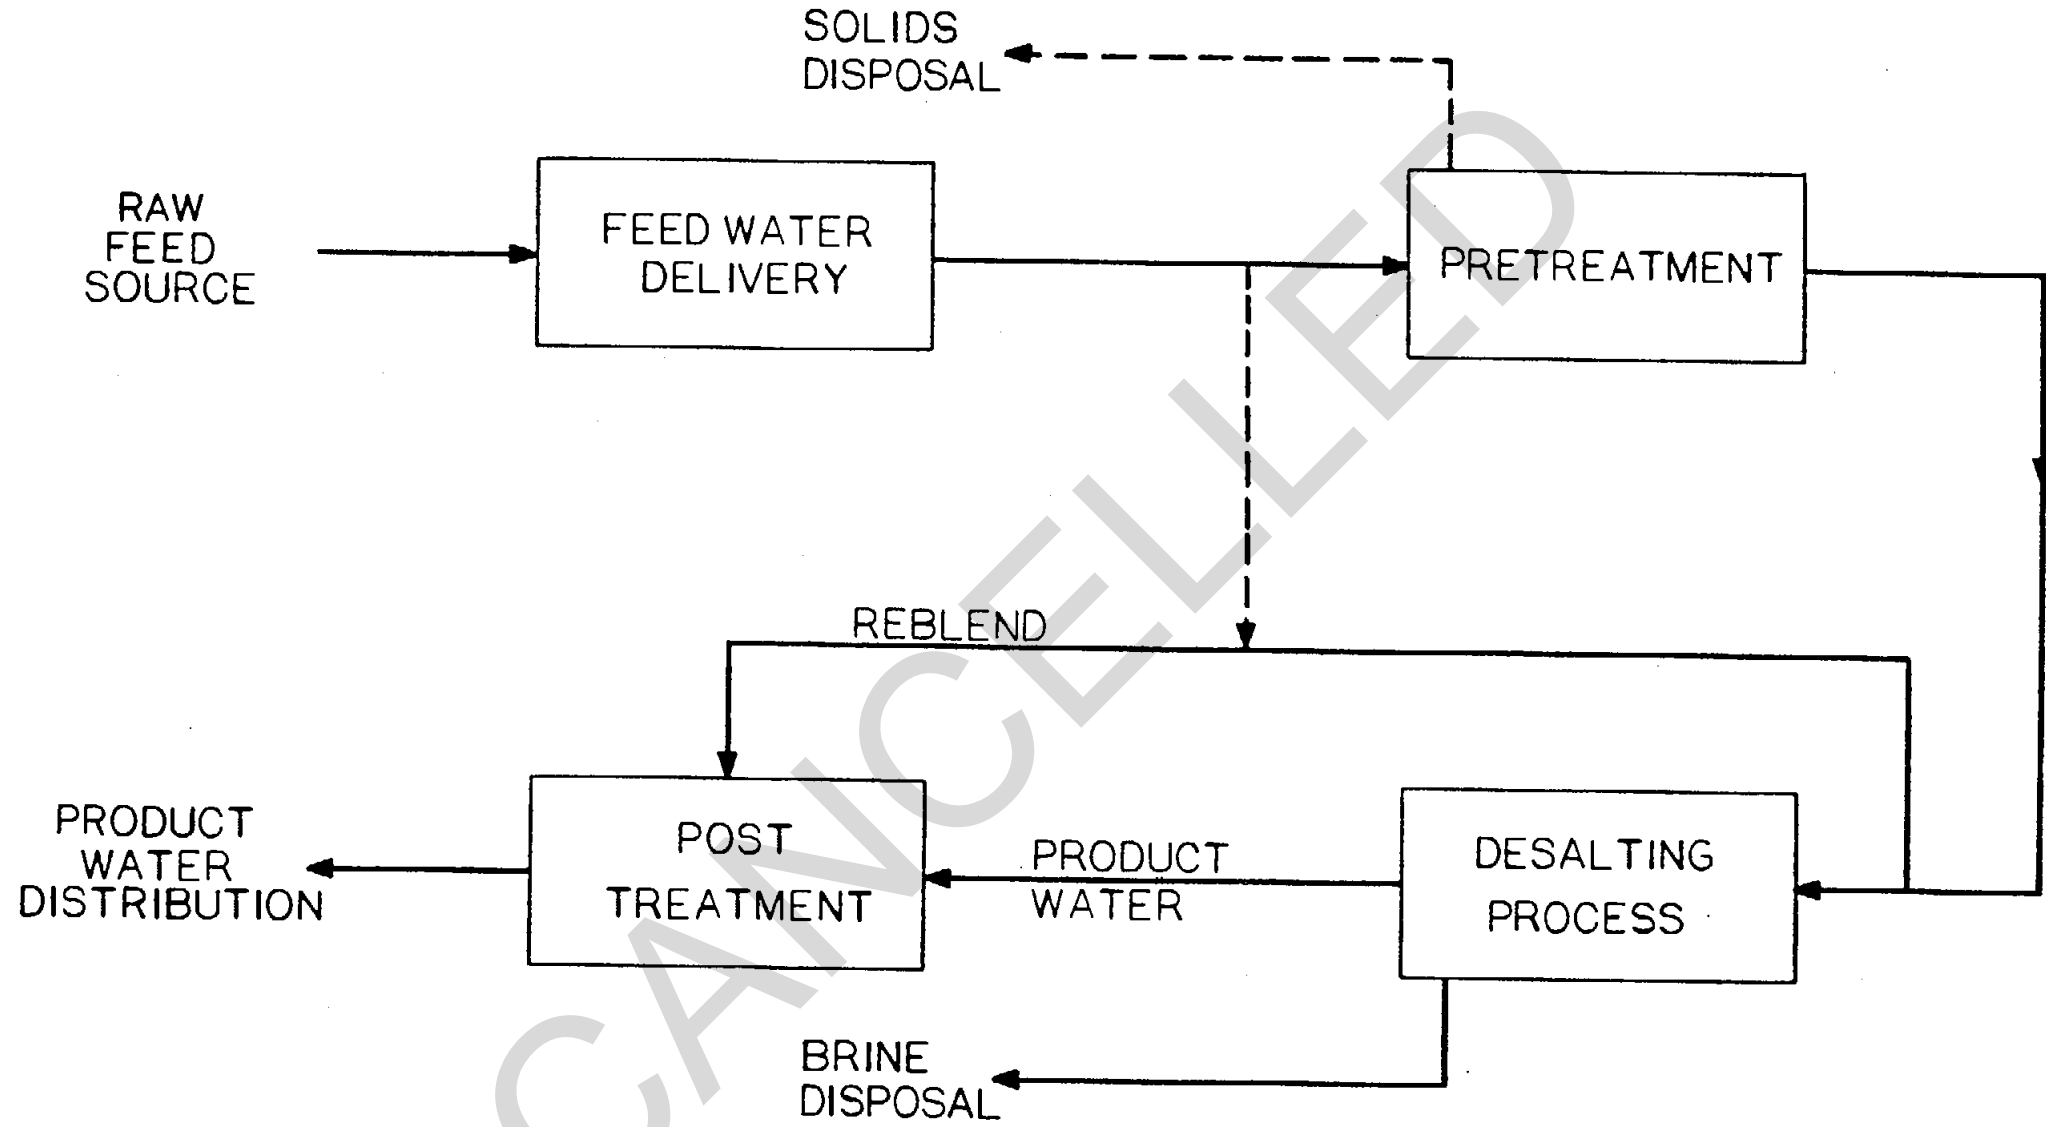 SOLIDS
DISPOSAL
RAW
FEED
SOURCE
FEED WATER
DELIVERY
PRETREATMENT
REBLEND
PRODUCT
WATER
DISTRIBUTION
POST
TREATMENT
PRODUCT
WATER
DESALTING
PROCESS
BRINE
DISPOSAL
CANCELLED